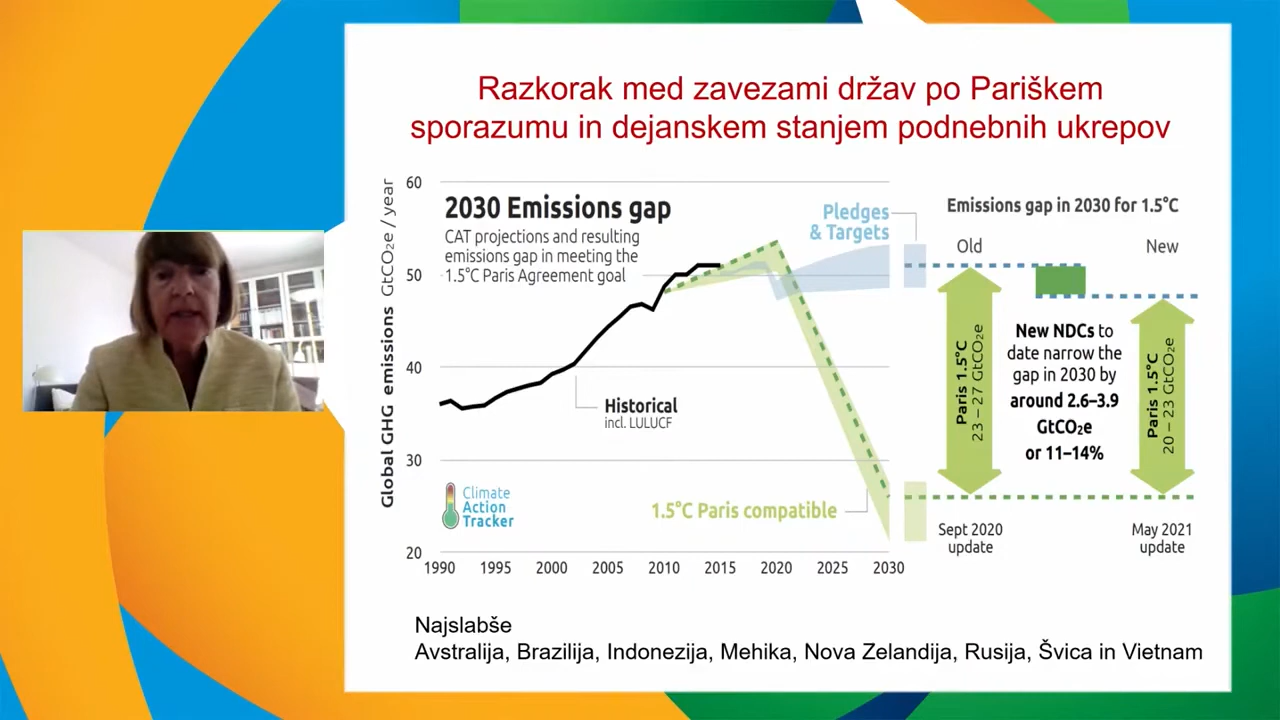 Razkorak med zavezami držav po Pariškem
sporazumu in dejanskem stanjem podnebnih ukrepov
Global GHG emissions GtCO₂e / year
60
50
40
30
20
1990
1995
2000
2005
2010
2015
2020
2025
2030
2030 Emissions gap
CAT projections and resulting
emissions gap in meeting the
1.5°C Paris Agreement goal
Historical
incl. LULUCF
Climate
Action
Tracker
Pledges
& Targets
1.5°C Paris compatible
Emissions gap in 2030 for 1.5°C
Old
New
Paris 1.5°C
23 – 27 GtCO₂e
New NDCs to
date narrow the
gap in 2030 by
around 2.6–3.9
GtCO₂e
or 11–14%
Paris 1.5°C
20 – 23 GtCO₂e
Sept 2020
update
May 2021
update
Najslabše
Avstralija, Brazilija, Indonezija, Mehika, Nova Zelandija, Rusija, Švica in Vietnam